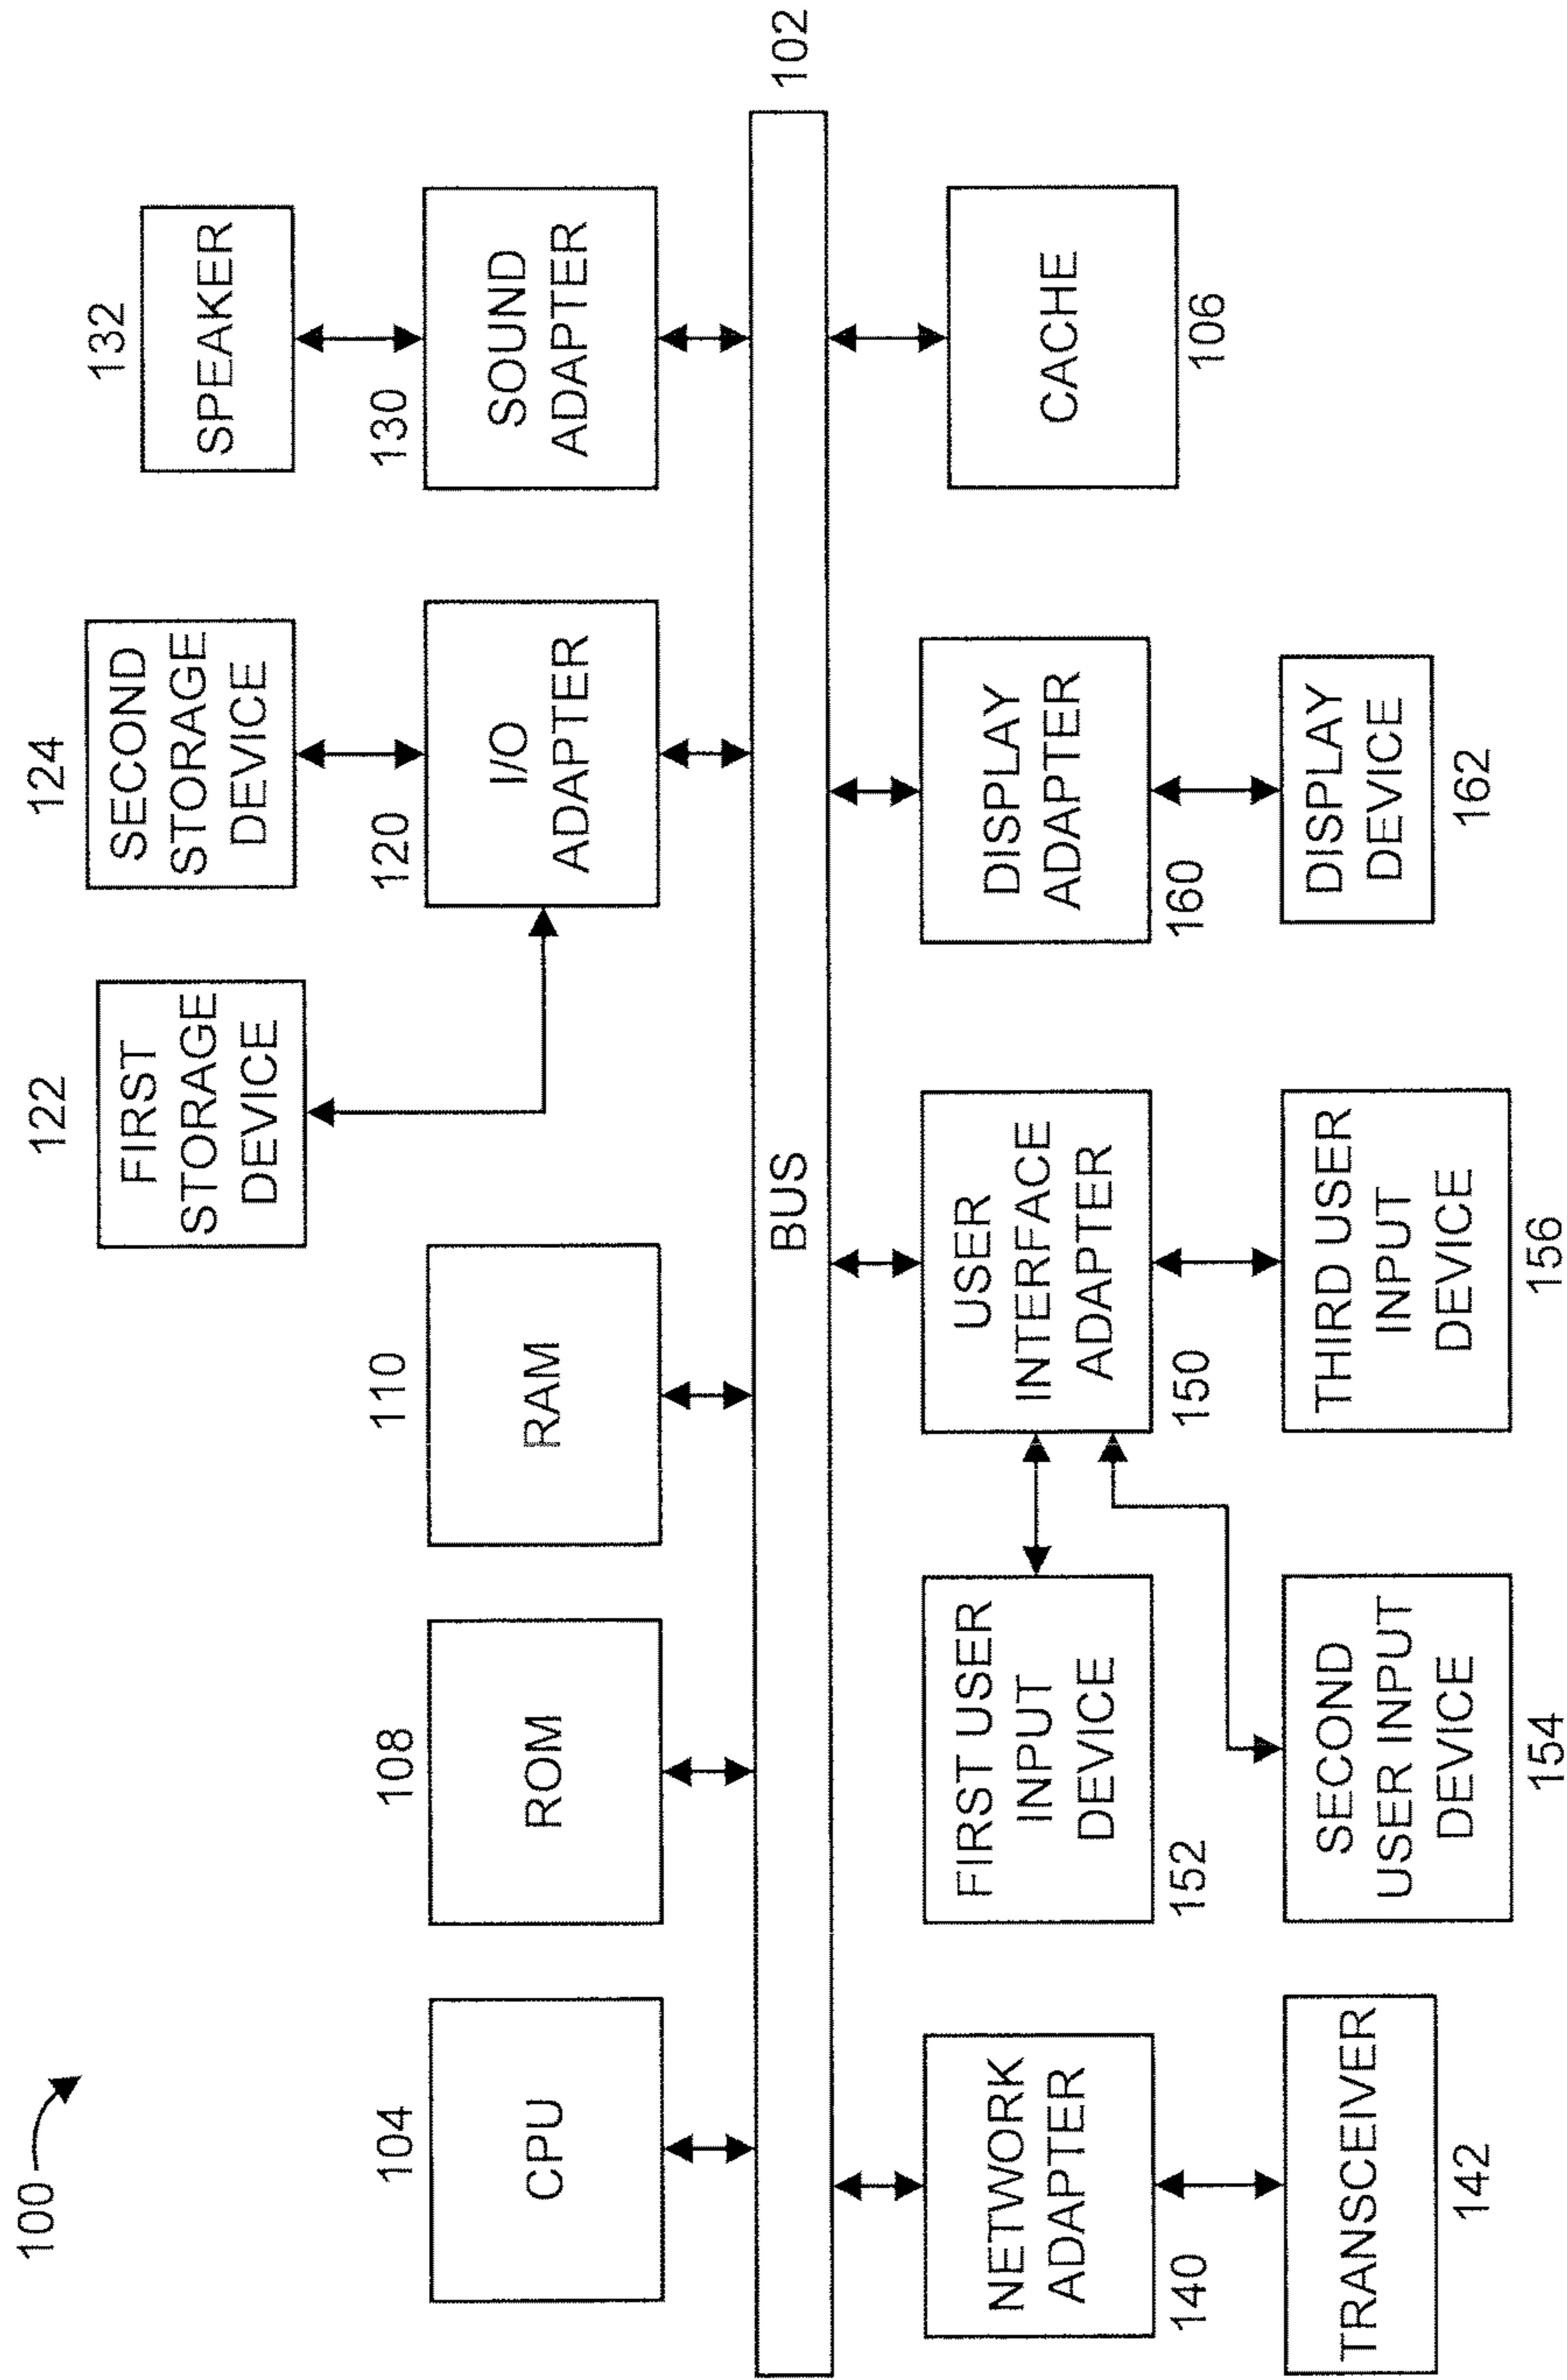 100
104
CPU
108
ROM
110
RAM
122
FIRST
STORAGE
DEVICE
124
SECOND
STORAGE
DEVICE
120
I/O
ADAPTER
132
SPEAKER
130
SOUND
ADAPTER
BUS
102
NETWORK
ADAPTER
140
TRANSCEIVER
142
FIRST USER
INPUT
DEVICE
152
SECOND
USER INPUT
DEVICE
154
USER
INTERFACE
ADAPTER
150
THIRD USER
INPUT
DEVICE
156
DISPLAY
ADAPTER
160
DISPLAY
DEVICE
162
CACHE
106